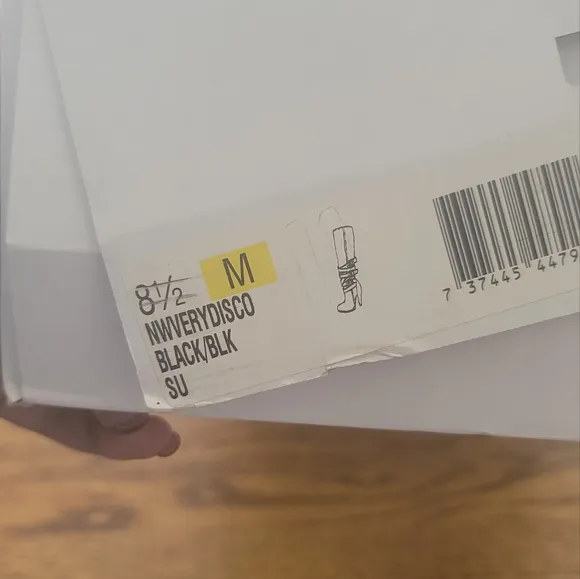 8½ M
NWVERYDISCO
BLACK/BLK
SU
7 37445 4479